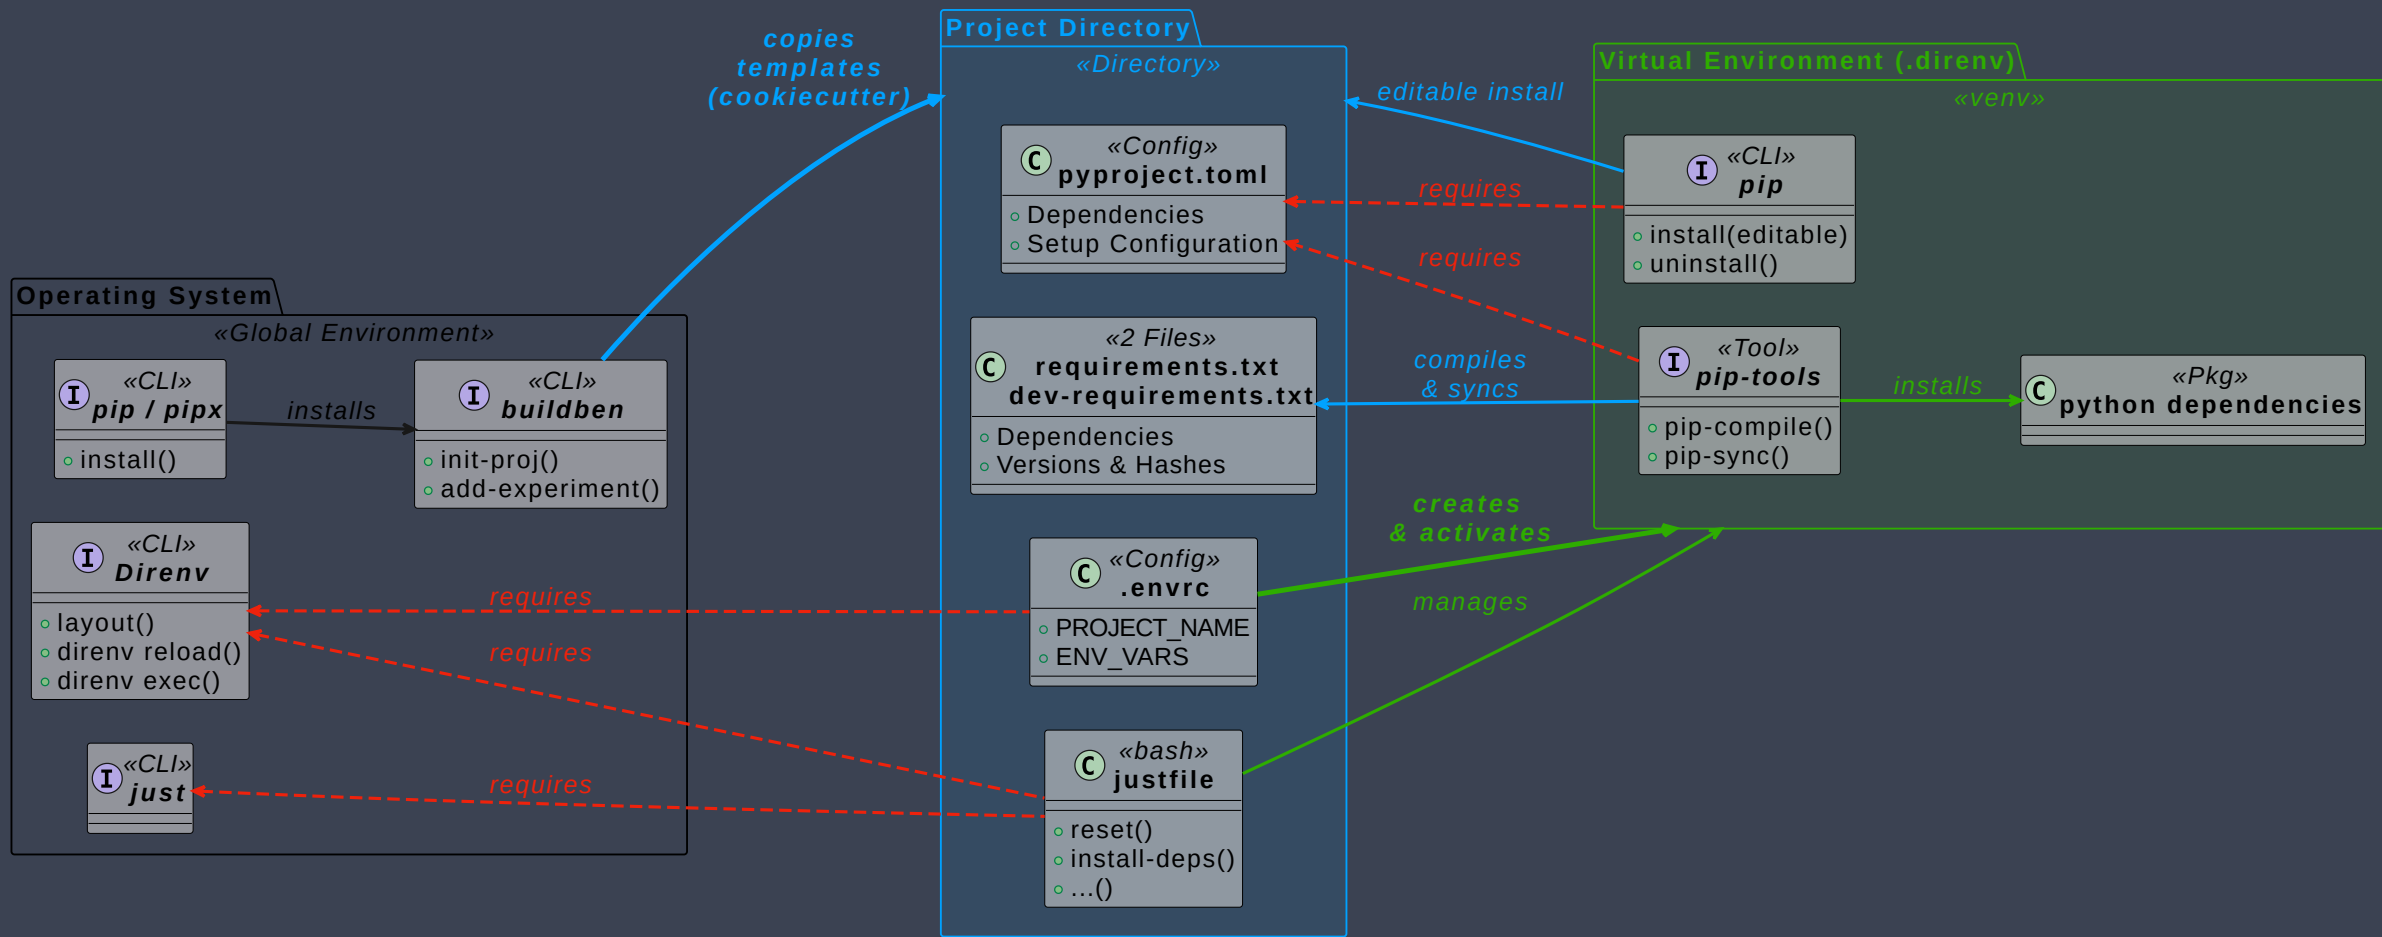 copies
templates
(cookiecutter)
Operating System
«Global Environment»
I
«CLI»
pip / pipx
install()
installs
I
«CLI»
buildben
init-proj()
add-experiment()
I
«CLI»
Direnv
layout()
direnv reload()
direnv exec()
I
«CLI»
just
requires
requires
requires
Project Directory
«Directory»
C
«Config»
pyproject.toml
Dependencies
Setup Configuration
C
«2 Files»
requirements.txt
dev-requirements.txt
Dependencies
Versions & Hashes
C
«Config»
.envrc
PROJECT_NAME
ENV_VARS
C
«bash»
justfile
reset()
install-deps()
...()
editable install
requires
requires
compiles
& syncs
creates
& activates
manages
Virtual Environment (.direnv)
«venv»
I
«CLI»
pip
install(editable)
uninstall()
I
«Tool»
pip-tools
pip-compile()
pip-sync()
installs
C
«Pkg»
python dependencies